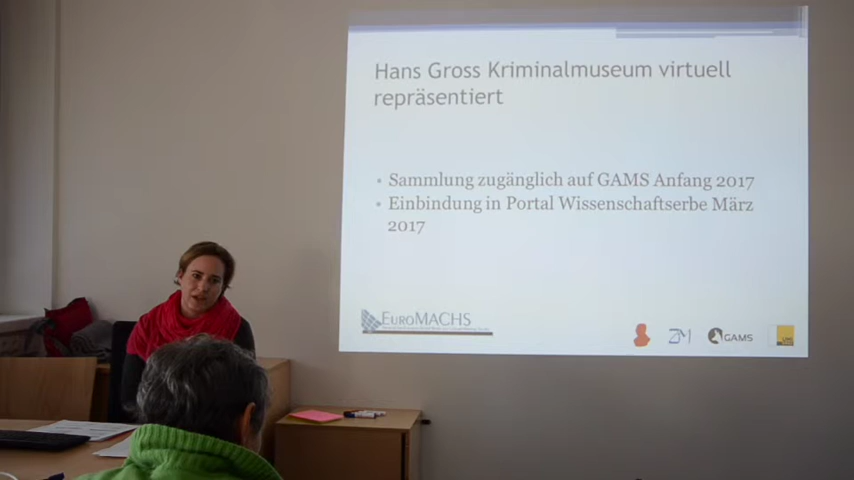 Hans Gross Kriminalmuseum virtuell
repräsentiert
Sammlung zugänglich auf GAMS Anfang 2017
Einbindung in Portal Wissenschaftserbe März
2017
EUROMACHS
ZIM
GAMS